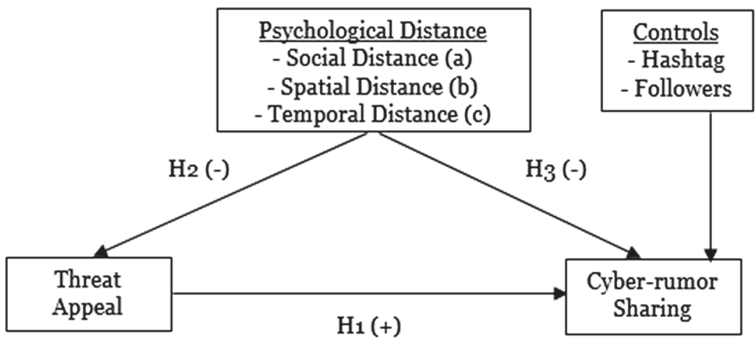 Psychological Distance
- Social Distance (a)
- Spatial Distance (b)
- Temporal Distance (c)
Controls
- Hashtag
- Followers
H2 (-)
H3 (-)
Threat
Appeal
Cyber-rumor
Sharing
H1 (+)